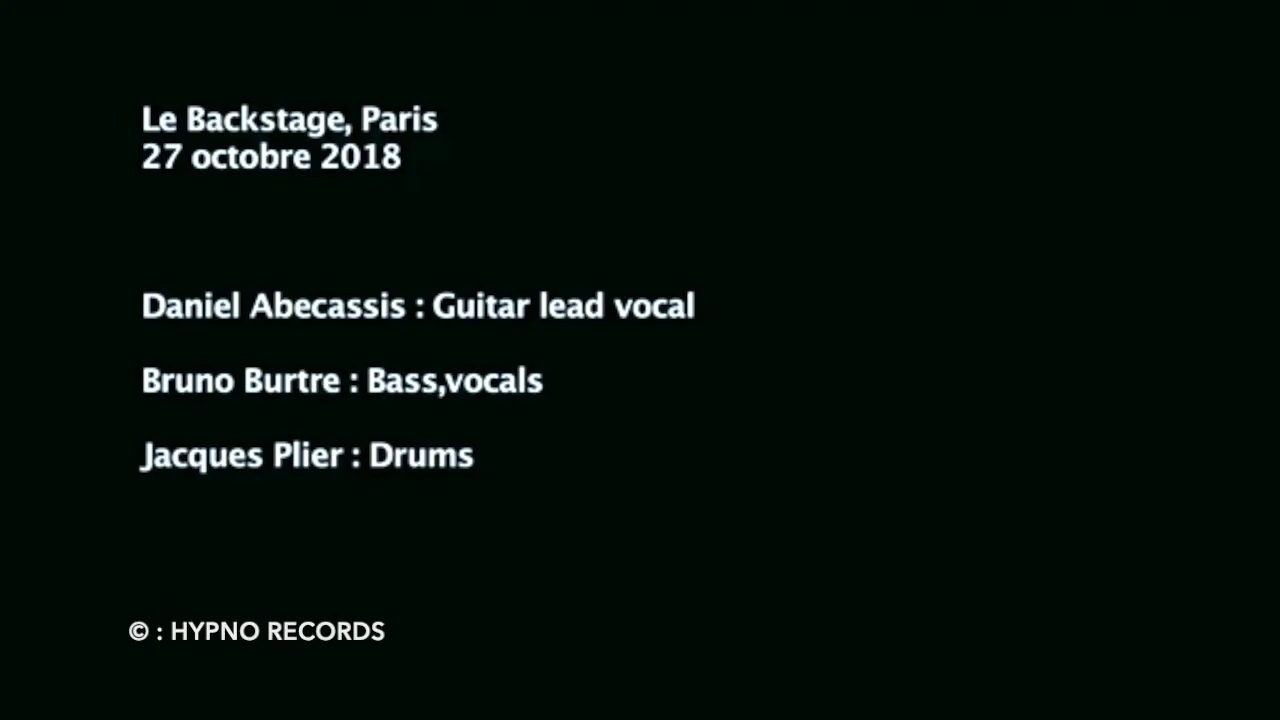 Le Backstage, Paris
27 octobre 2018
Daniel Abecassis : Guitar lead vocal
Bruno Burtre : Bass,vocals
Jacques Plier : Drums
© : HYPNO RECORDS